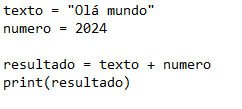 texto = "Olá mundo"
numero = 2024
resultado = texto + numero
print(resultado)